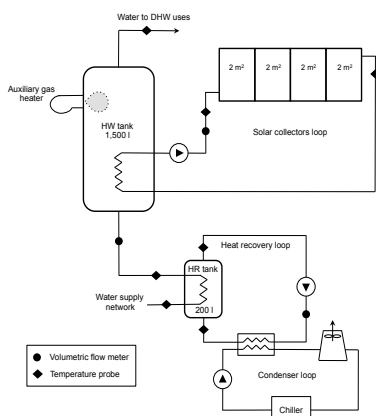 Water to DHW uses
2 m² 2 m² 2 m² 2 m²
Auxiliary gas
heater
HW tank
1,500 l
Solar collectors loop
Heat recovery loop
HR tank
Water supply
network
200 l
Volumetric flow meter
Temperature probe
Condenser loop
Chiller